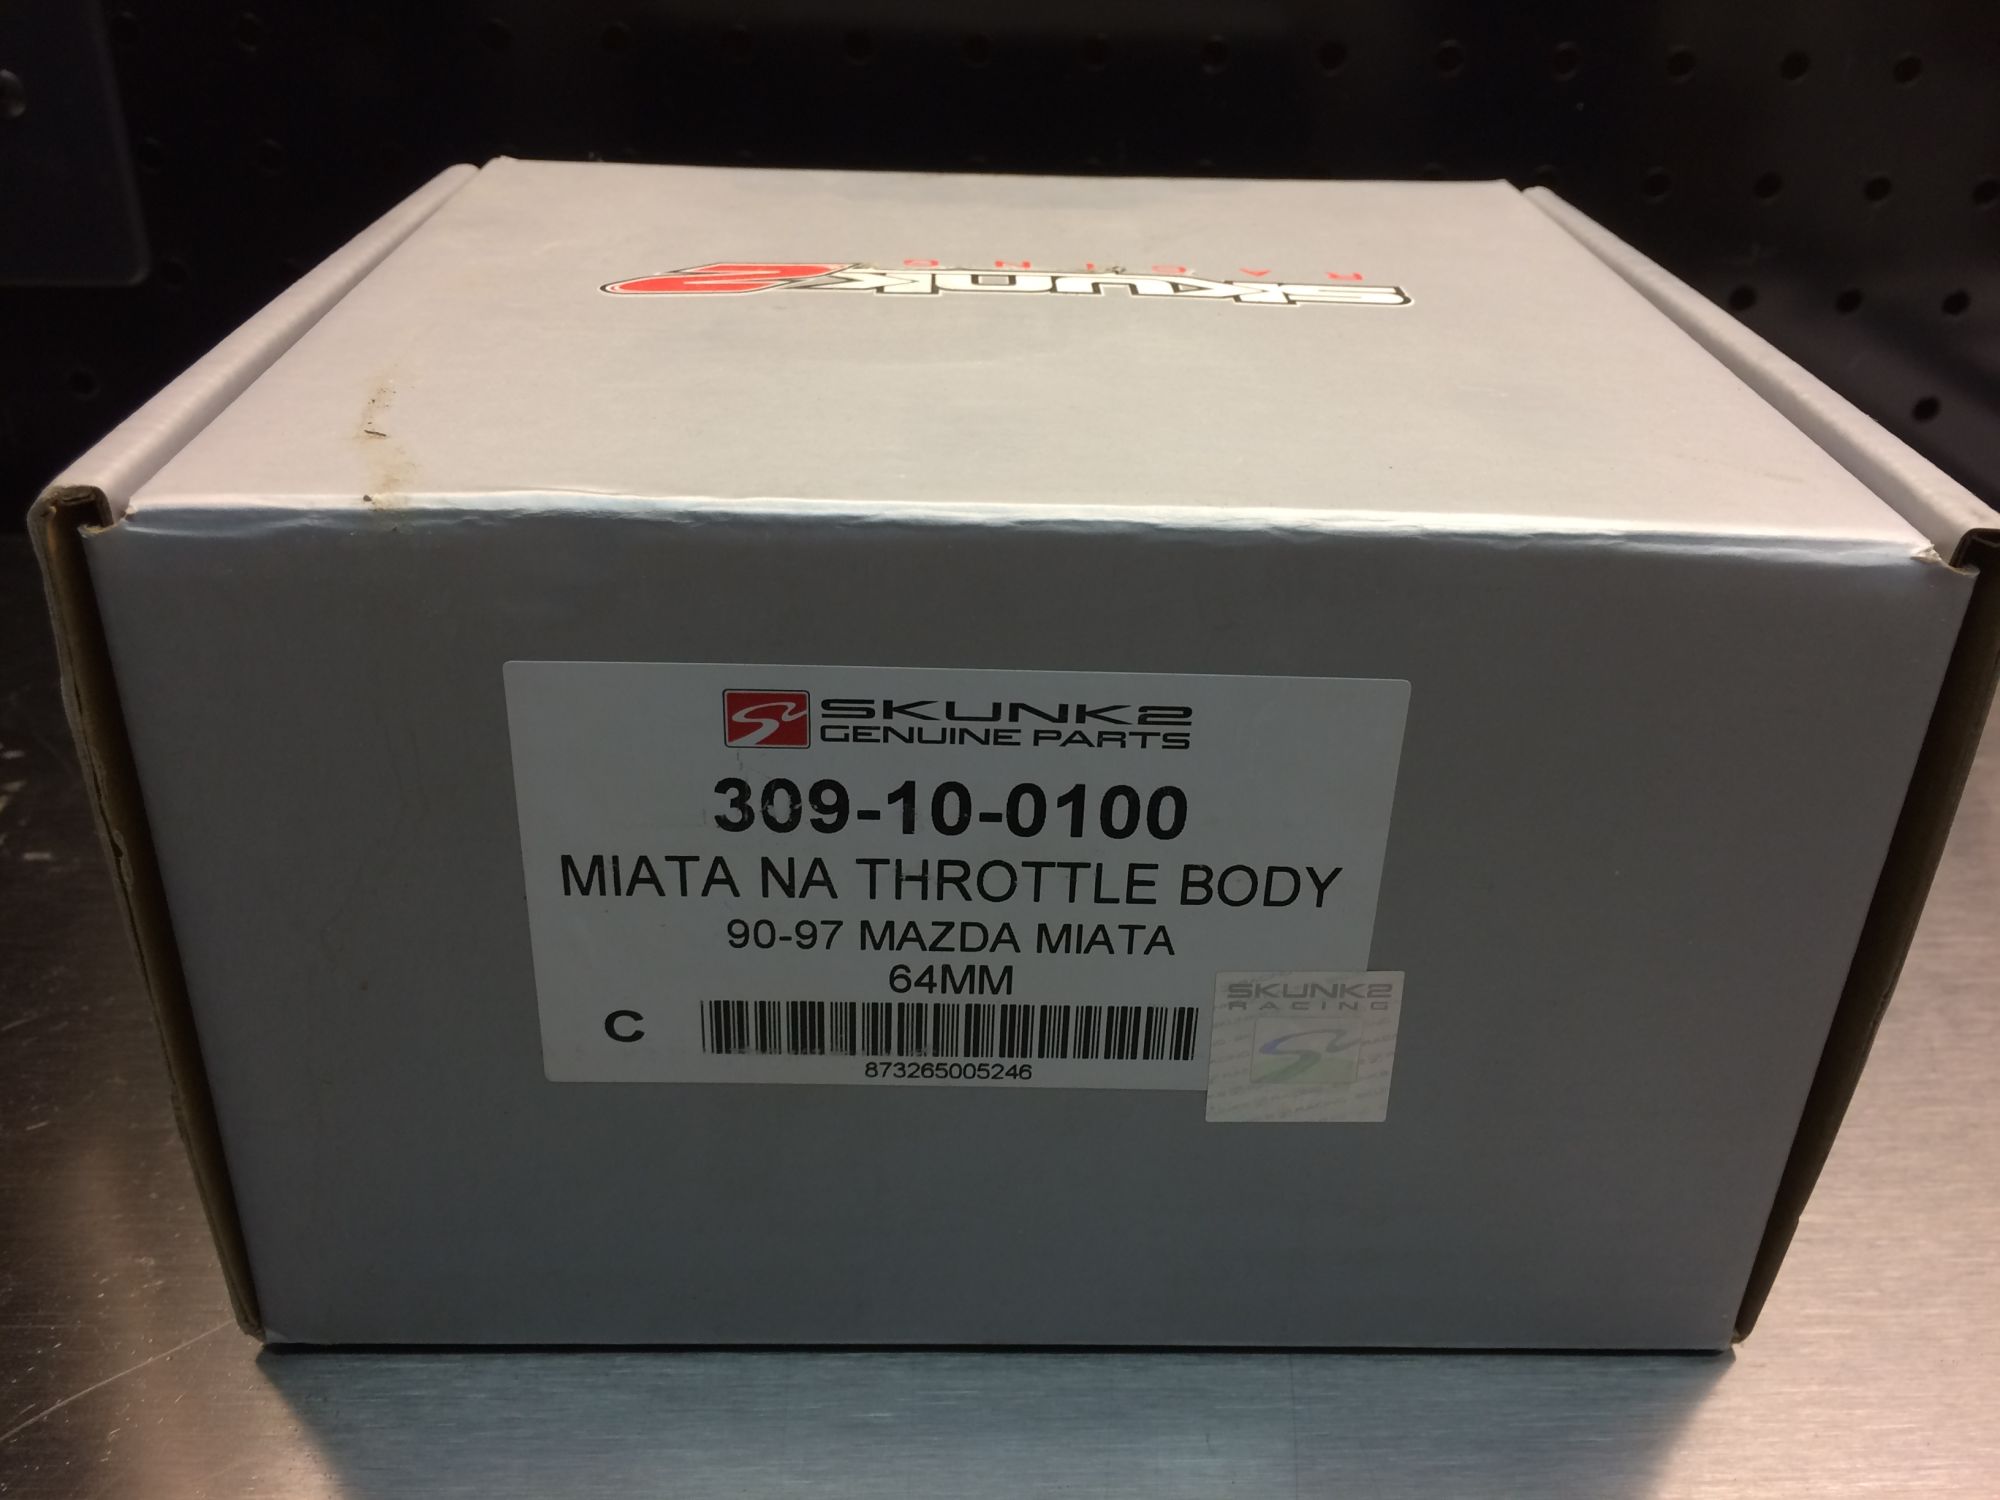 SKUNK2
RACING
SKUNK2
GENUINE PARTS
309-10-0100
MIATA NA THROTTLE BODY
90-97 MAZDA MIATA
64MM
C
873265005246
SKUNK2
RACING